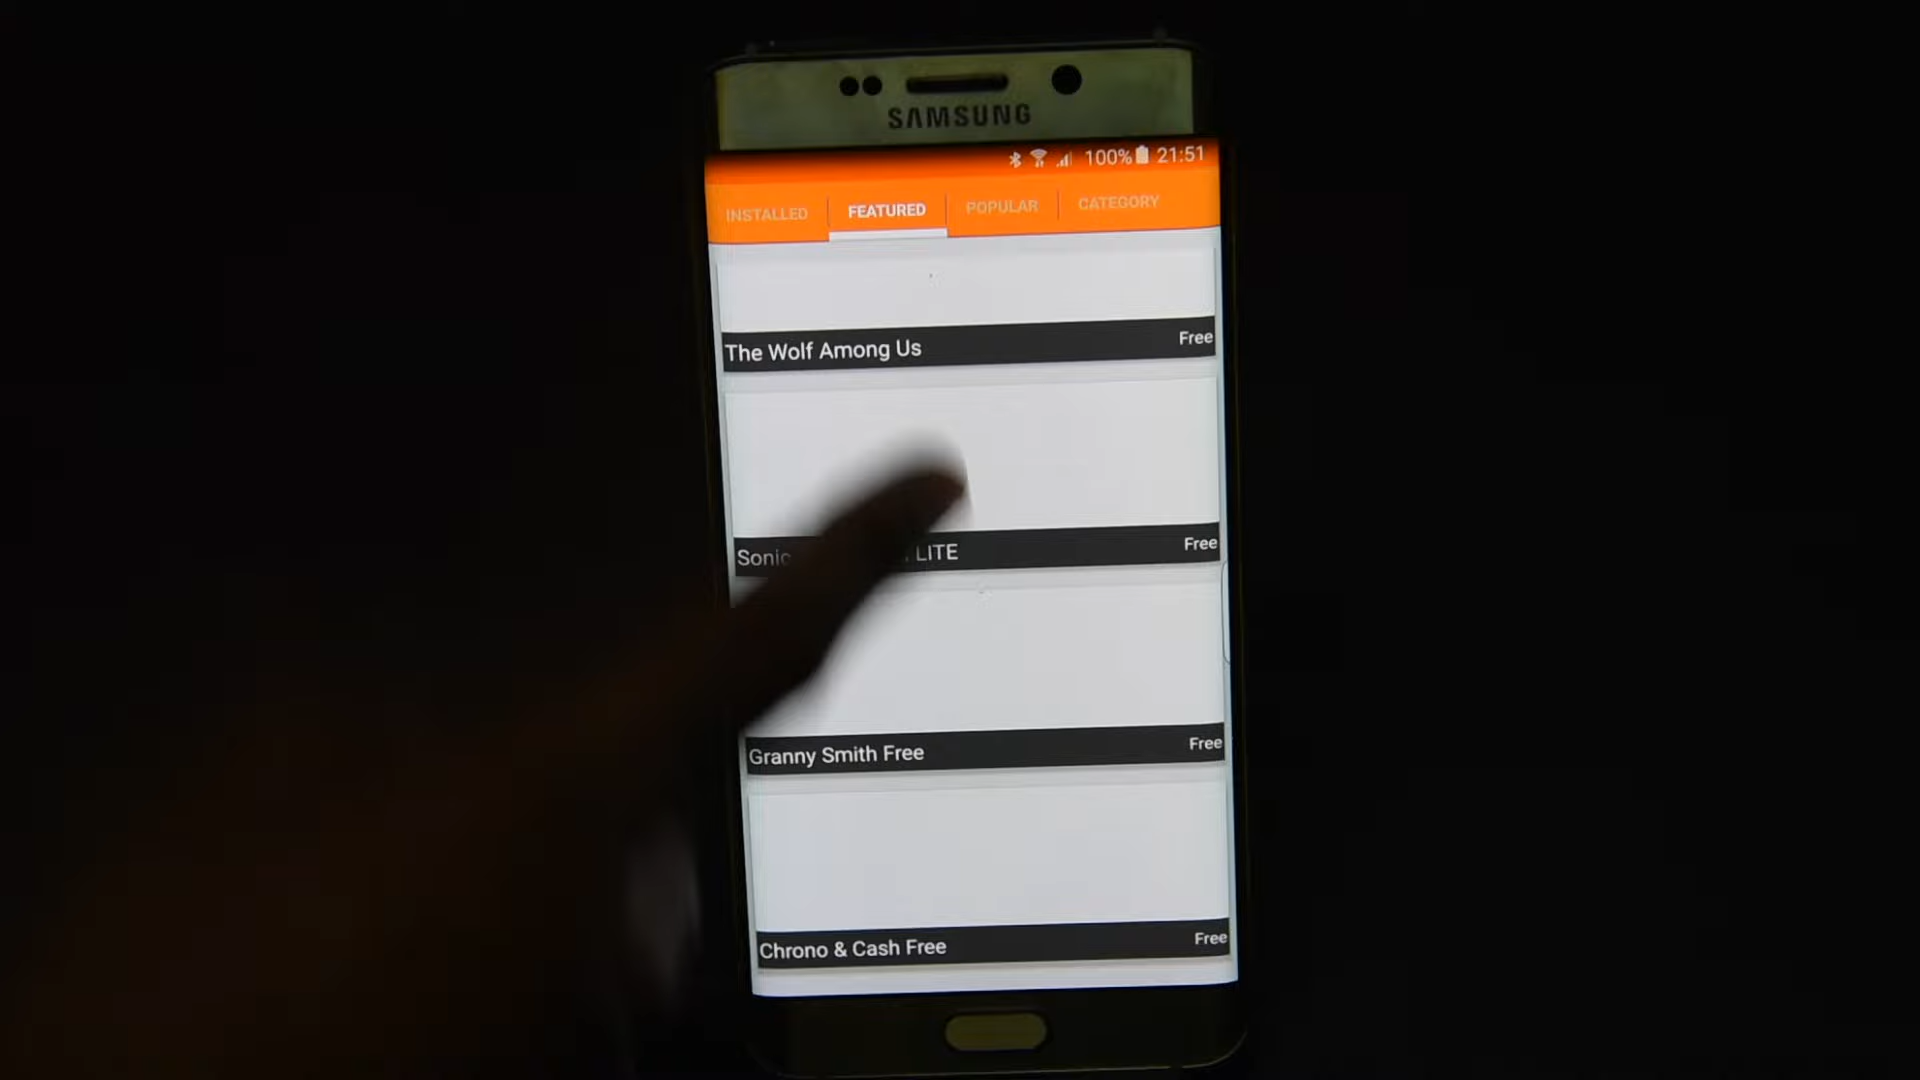 SAMSUNG
100% 21:51
INSTALLED FEATURED POPULAR CATEGORY
The Wolf Among Us Free
Sonic LITE Free
Granny Smith Free Free
Chrono & Cash Free Free